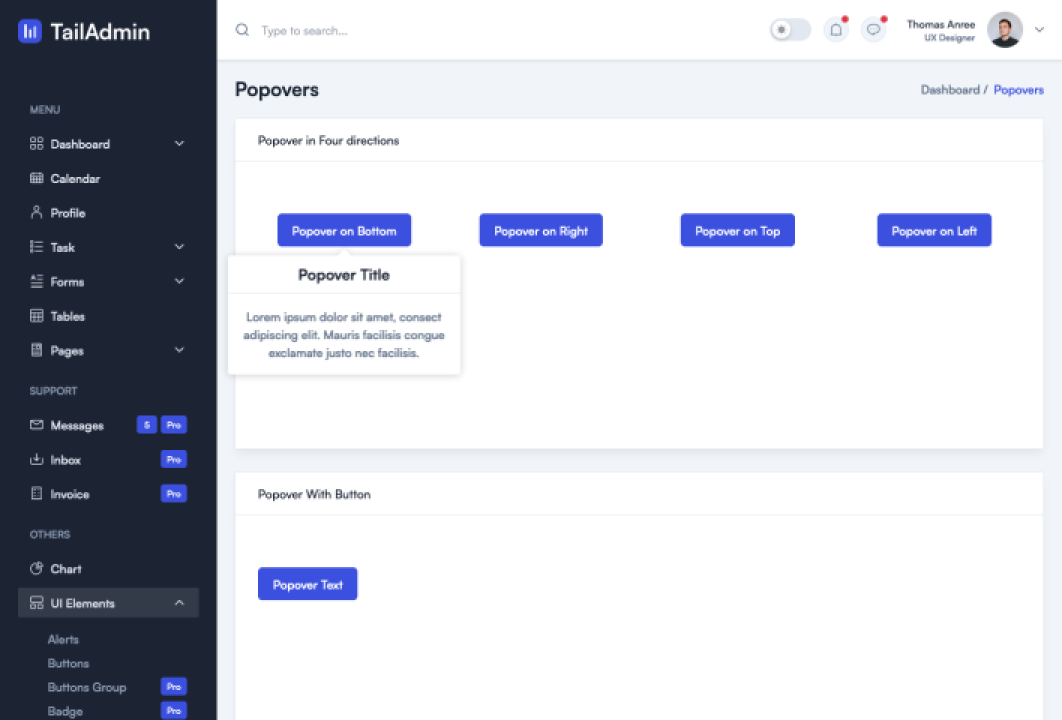 TailAdmin
Type to search...
Thomas Anree
UX Designer
MENU
Dashboard
Calendar
Profile
Task
Forms
Tables
Pages
SUPPORT
Messages 5 Pro
Inbox Pro
Invoice Pro
OTHERS
Chart
UI Elements
Alerts
Buttons
Buttons Group Pro
Badge Pro
Popovers
Dashboard / Popovers
Popover in Four directions
Popover on Bottom
Popover on Right
Popover on Top
Popover on Left
Popover Title
Lorem ipsum dolor sit amet, consect
adipiscing elit. Mauris facilisis congue
exclamate justo nec facilisis.
Popover With Button
Popover Text